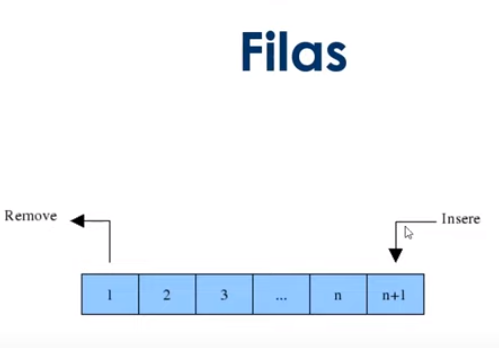 Filas
Remove
Insere
1 2 3 ... n n+1